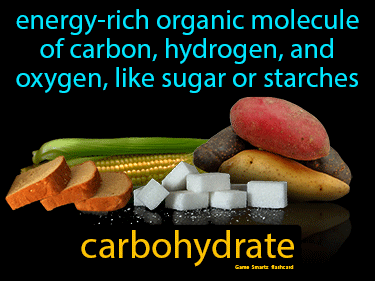 energy-rich organic molecule
of carbon, hydrogen, and
oxygen, like sugar or starches
carbohydrate
Game Smartz flashcard